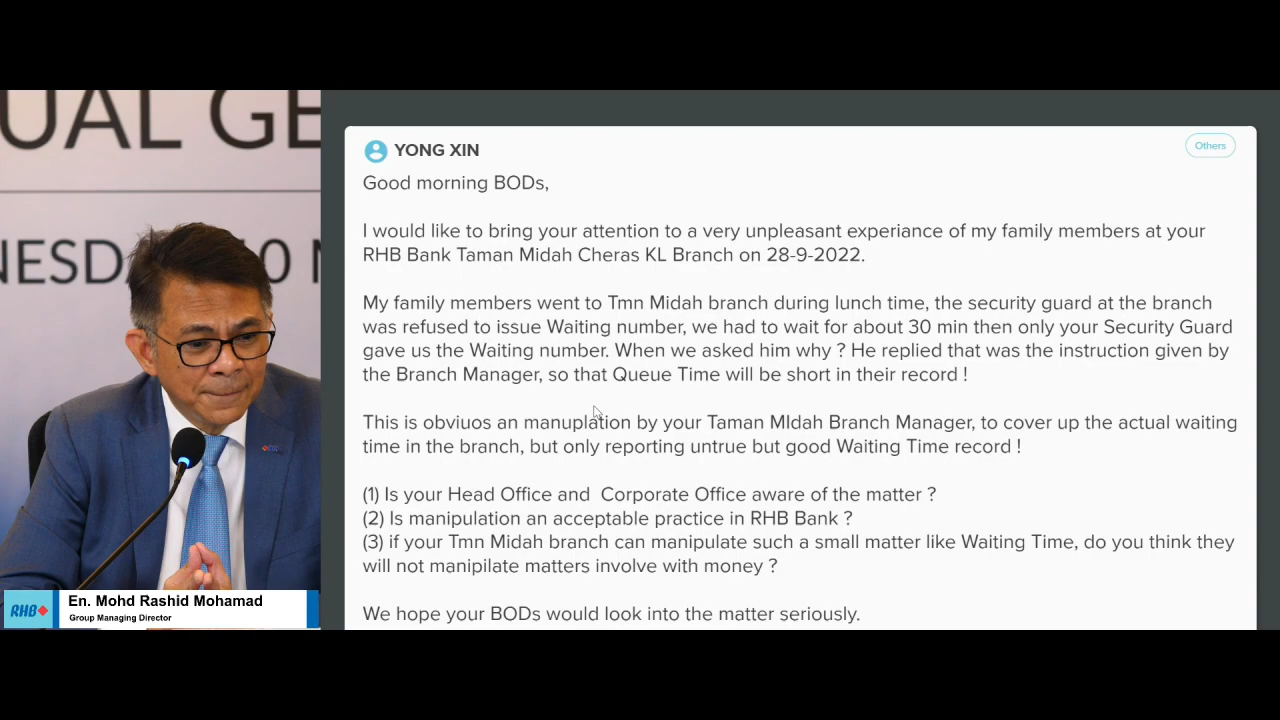 UAL GE
NESDA 10 M
RHB
En. Mohd Rashid Mohamad
Group Managing Director
YONG XIN
Others
Good morning BODs,
I would like to bring your attention to a very unpleasant experiance of my family members at your
RHB Bank Taman Midah Cheras KL Branch on 28-9-2022.
My family members went to Tmn Midah branch during lunch time, the security guard at the branch
was refused to issue Waiting number, we had to wait for about 30 min then only your Security Guard
gave us the Waiting number. When we asked him why ? He replied that was the instruction given by
the Branch Manager, so that Queue Time will be short in their record !
This is obviuos an manuplation by your Taman MIdah Branch Manager, to cover up the actual waiting
time in the branch, but only reporting untrue but good Waiting Time record !
(1) Is your Head Office and  Corporate Office aware of the matter ?
(2) Is manipulation an acceptable practice in RHB Bank ?
(3) if your Tmn Midah branch can manipulate such a small matter like Waiting Time, do you think they
will not manipilate matters involve with money ?
We hope your BODs would look into the matter seriously.